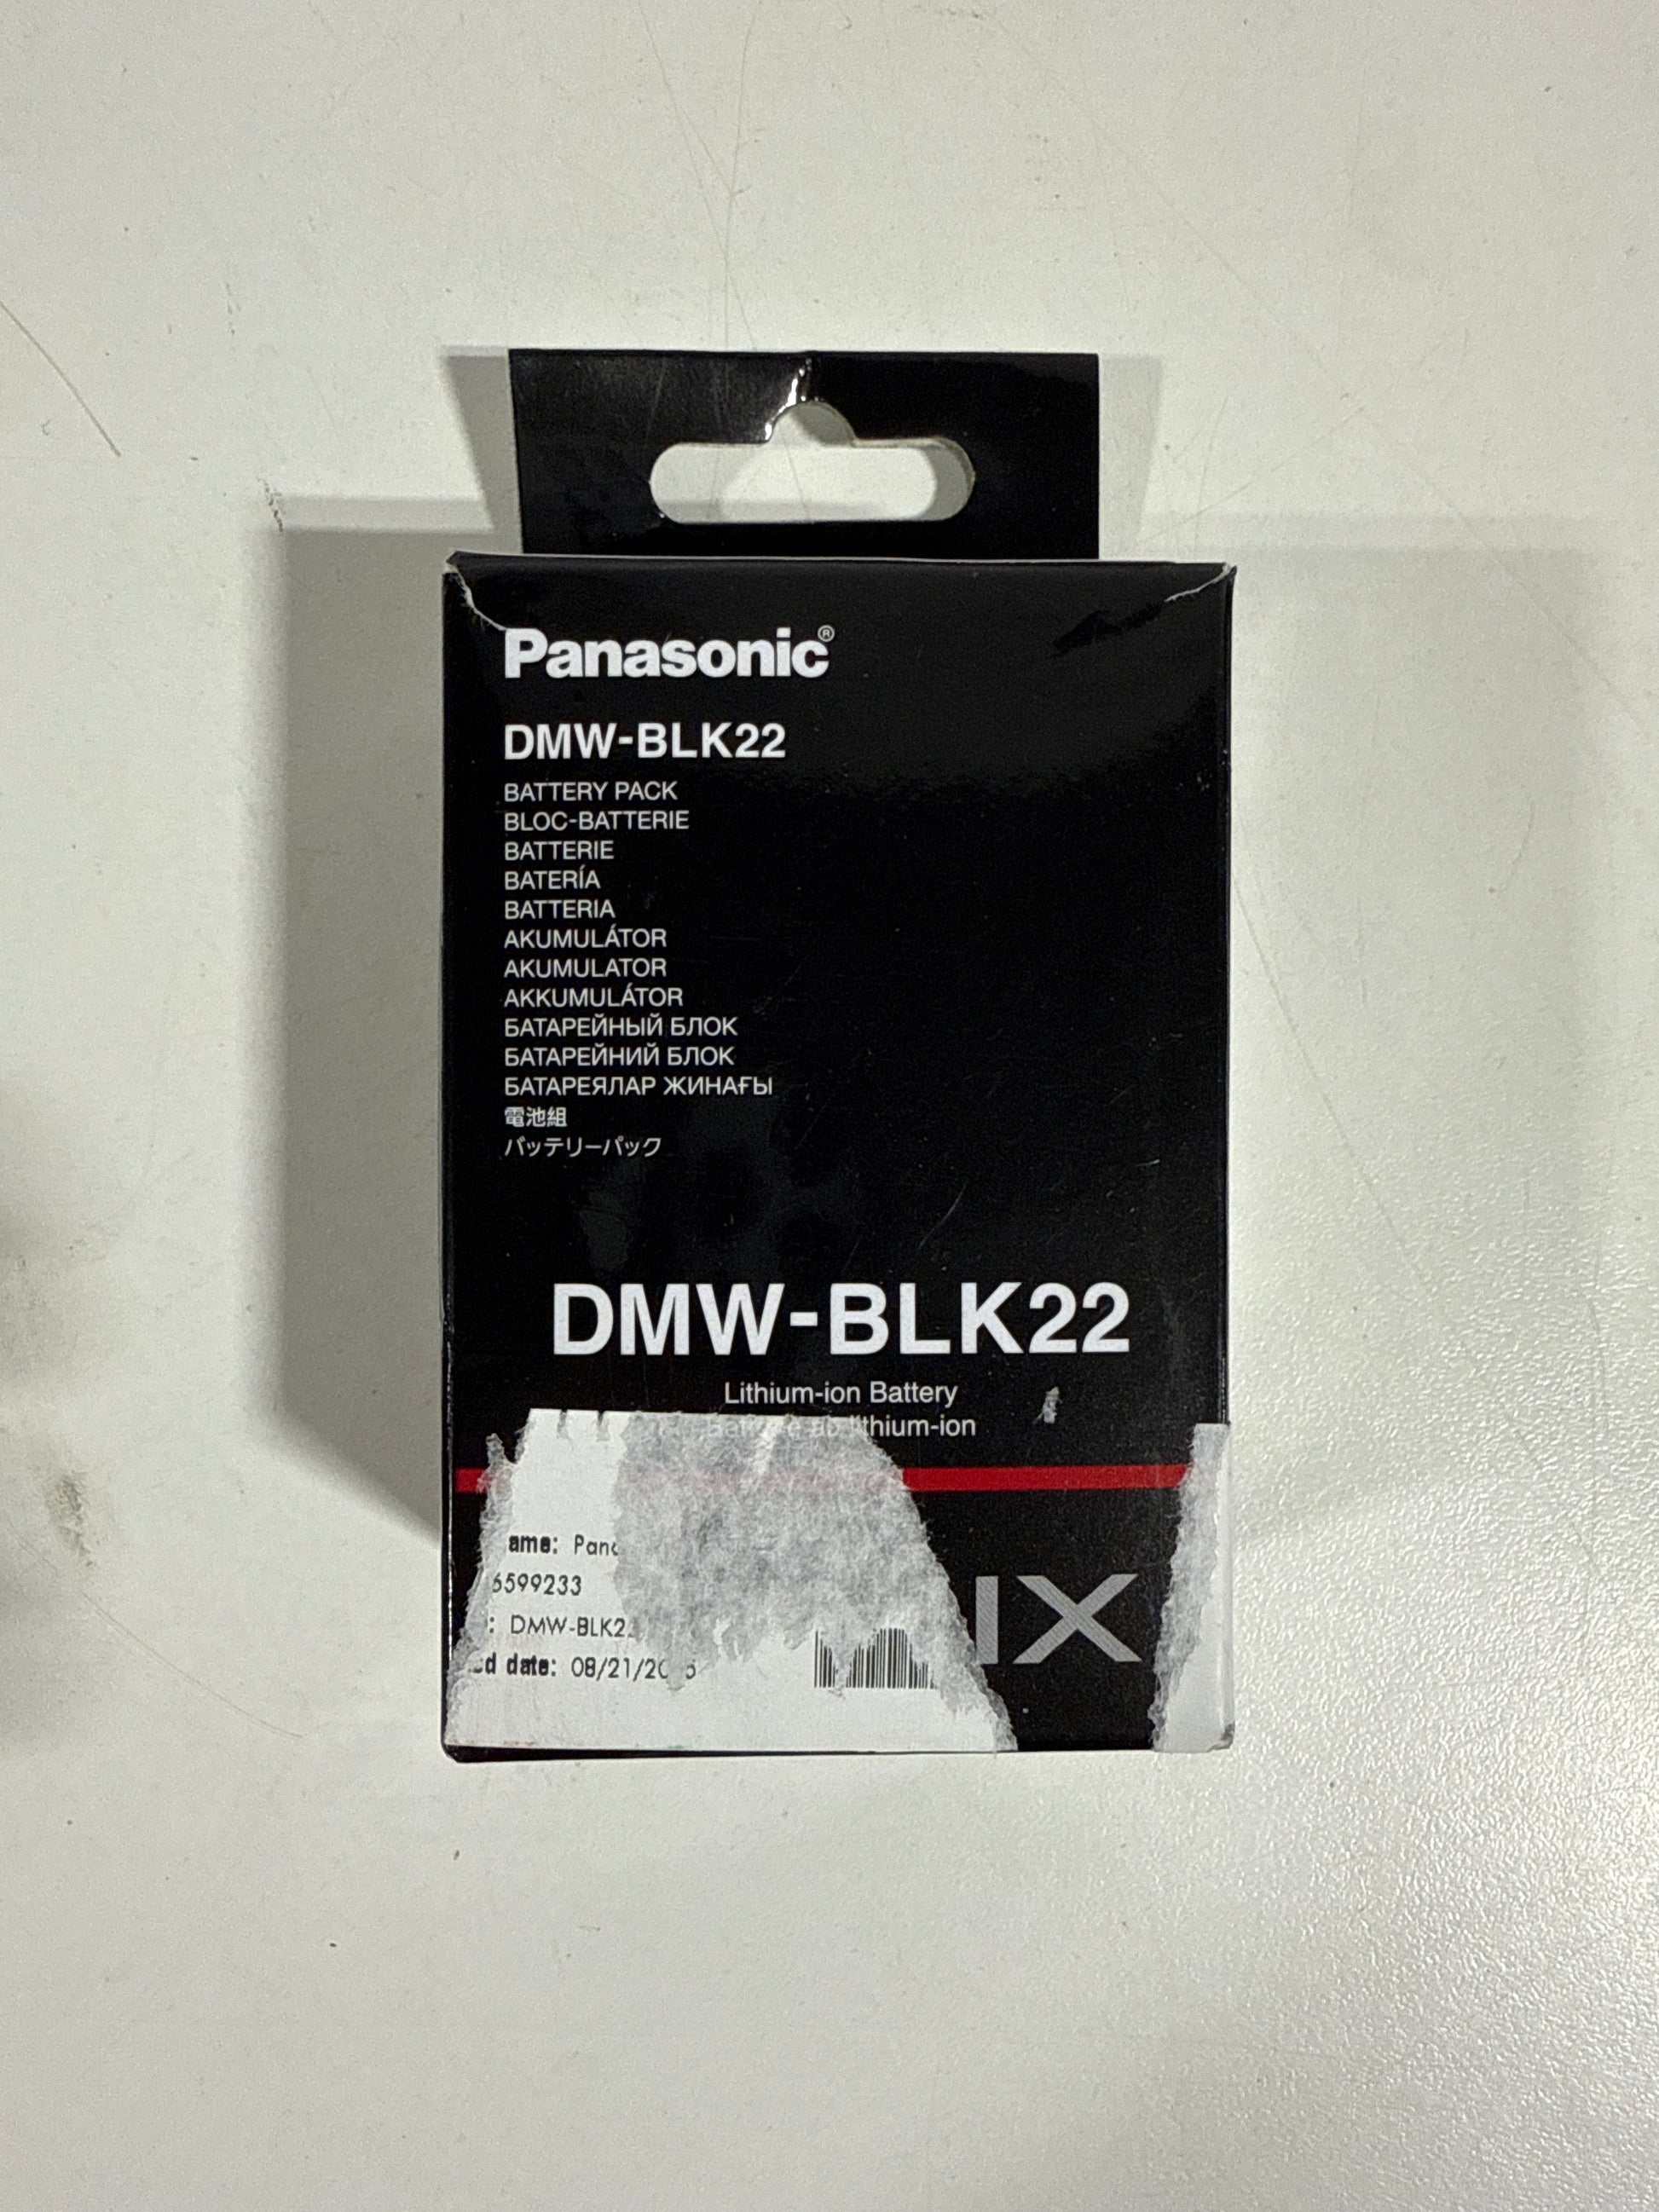 Panasonic®
DMW-BLK22
BATTERY PACK
BLOC-BATTERIE
BATTERIE
BATERÍA
BATTERIA
AKUMULÁTOR
AKUMULATOR
AKKUMULÁTOR
БАТАРЕЙНЫЙ БЛОК
БАТАРЕЙНИЙ БЛОК
БАТАРЕЯЛАР ЖИНАҒЫ
電池組
バッテリーパック
DMW-BLK22
Lithium-ion Battery
thium-ion
ame: Pana
6599233
: DMW-BLK2
d date: 08/21/20
IX